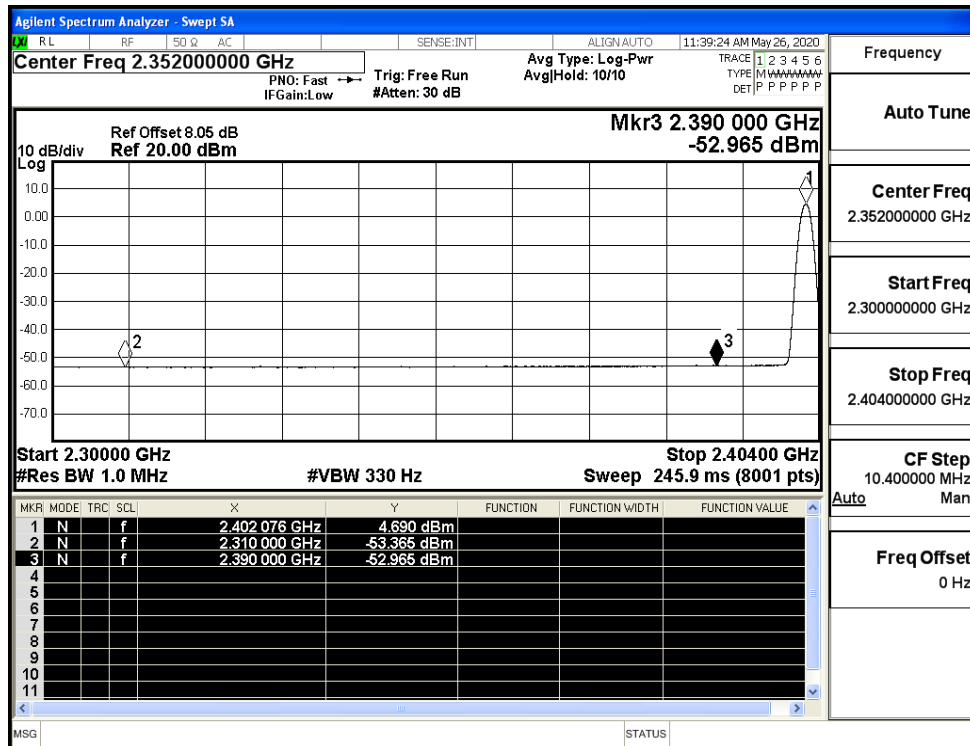 Agilent Spectrum Analyzer - Swept SA
LXI RL RF 50 Ω AC SENSE:INT ALIGN AUTO 11:39:24 AM May 26, 2020
Center Freq 2.352000000 GHz
PNO: Fast
IFGain:Low
Trig: Free Run
#Atten: 30 dB
Avg Type: Log-Pwr
Avg|Hold: 10/10
TRACE 1 2 3 4 5 6
TYPE M WWWWW
DET P P P P P P
Ref Offset 8.05 dB
Ref 20.00 dBm
10 dB/div
Log
Mkr3 2.390 000 GHz
-52.965 dBm
10.0
0.00
-10.0
-20.0
-30.0
-40.0
-50.0
-60.0
-70.0
1
2
3
Start 2.30000 GHz Stop 2.40400 GHz
#Res BW 1.0 MHz #VBW 330 Hz Sweep 245.9 ms (8001 pts)
MKR MODE TRC SCL X Y FUNCTION FUNCTION WIDTH FUNCTION VALUE
1 N f 2.402 076 GHz 4.690 dBm
2 N f 2.310 000 GHz -53.365 dBm
3 N f 2.390 000 GHz -52.965 dBm
4
5
6
7
8
9
10
11
MSG STATUS
Frequency
Auto Tune
Center Freq
2.352000000 GHz
Start Freq
2.300000000 GHz
Stop Freq
2.404000000 GHz
CF Step
10.400000 MHz
Auto Man
Freq Offset
0 Hz